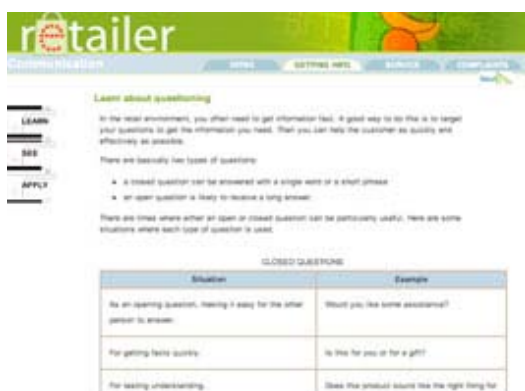 retailer
Communication
INTRO GETTING INFO SERVICE COMPLAINTS
Next
Learn about questioning
LEARN
SEE
APPLY
In the retail environment, you often need to get information fast. A good way to do this is to target
your questions to get the information you need. Then you can help the customer as quickly and
effectively as possible.
There are basically two types of questions:
a closed question can be answered with a single word or a short phrase
an open question is likely to receive a long answer.
There are times where either an open or closed question can be particularly useful. Here are some
situations where each type of question is used.
CLOSED QUESTIONS
Situation Example
As an opening question, making it easy for the other
person to answer.
Would you like some assistance?
For getting facts quickly.
Is this for you or for a gift?
For testing understanding.
Does this product sound like the right thing for